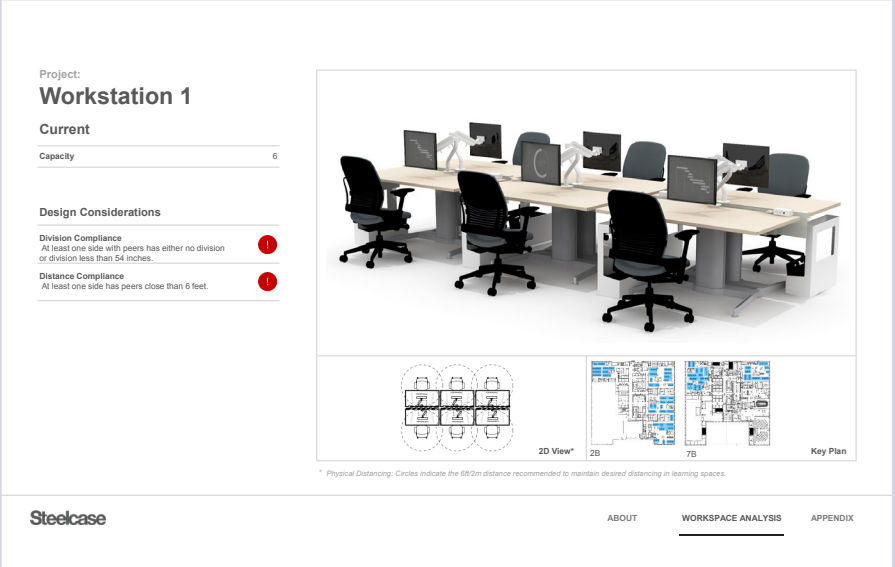 Project:
Workstation 1
Current
Capacity 6
Design Considerations
Division Compliance
At least one side with peers has either no division
or division less than 54 inches.
!
Distance Compliance
At least one side has peers close than 6 feet.
!
2D View*
2B
7B
Key Plan
* Physical Distancing: Circles indicate the 6ft/2m distance recommended to maintain desired distancing in learning spaces.
Steelcase
ABOUT
WORKSPACE ANALYSIS
APPENDIX